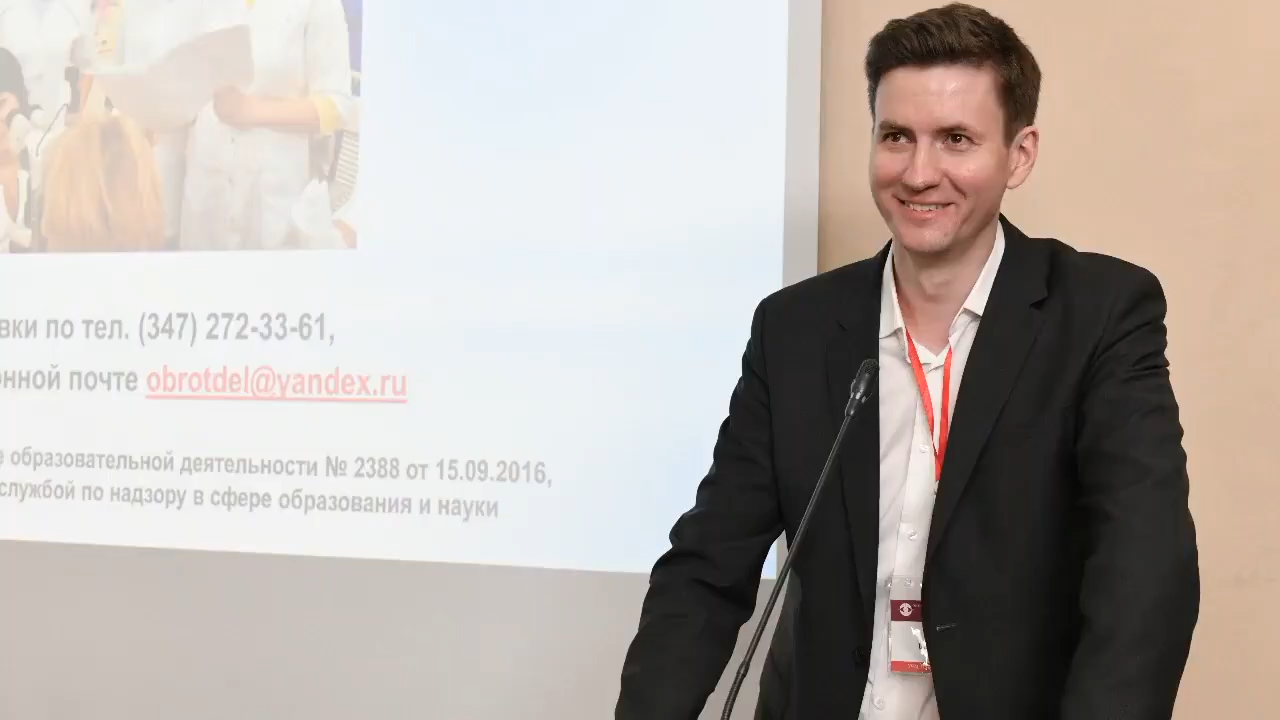 вки по тел. (347) 272-33-61,
онной почте obrotdel@yandex.ru
е образовательной деятельности № 2388 от 15.09.2016,
службой по надзору в сфере образования и науки